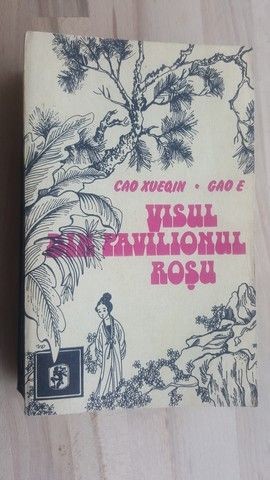 CAO XUEQIN • GAO E
VISUL
DIN PAVILIONUL
ROȘU